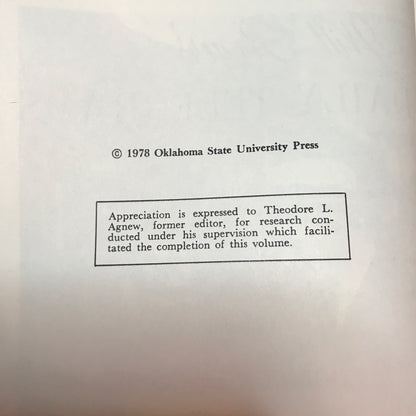 © 1978 Oklahoma State University Press
Appreciation is expressed to Theodore L.
Agnew, former editor, for research con-
ducted under his supervision which facili-
tated the completion of this volume.